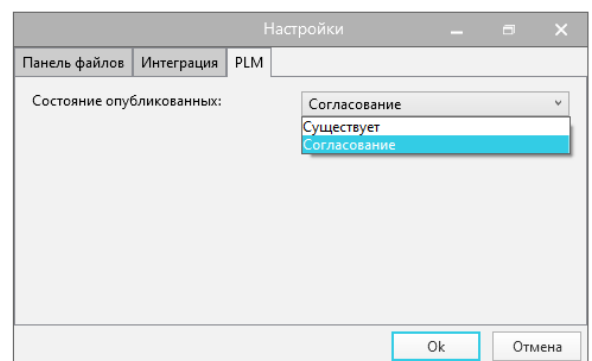 Настройки
Панель файлов Интеграция PLM
Состояние опубликованных: Согласование
Существует
Согласование
Ok Отмена